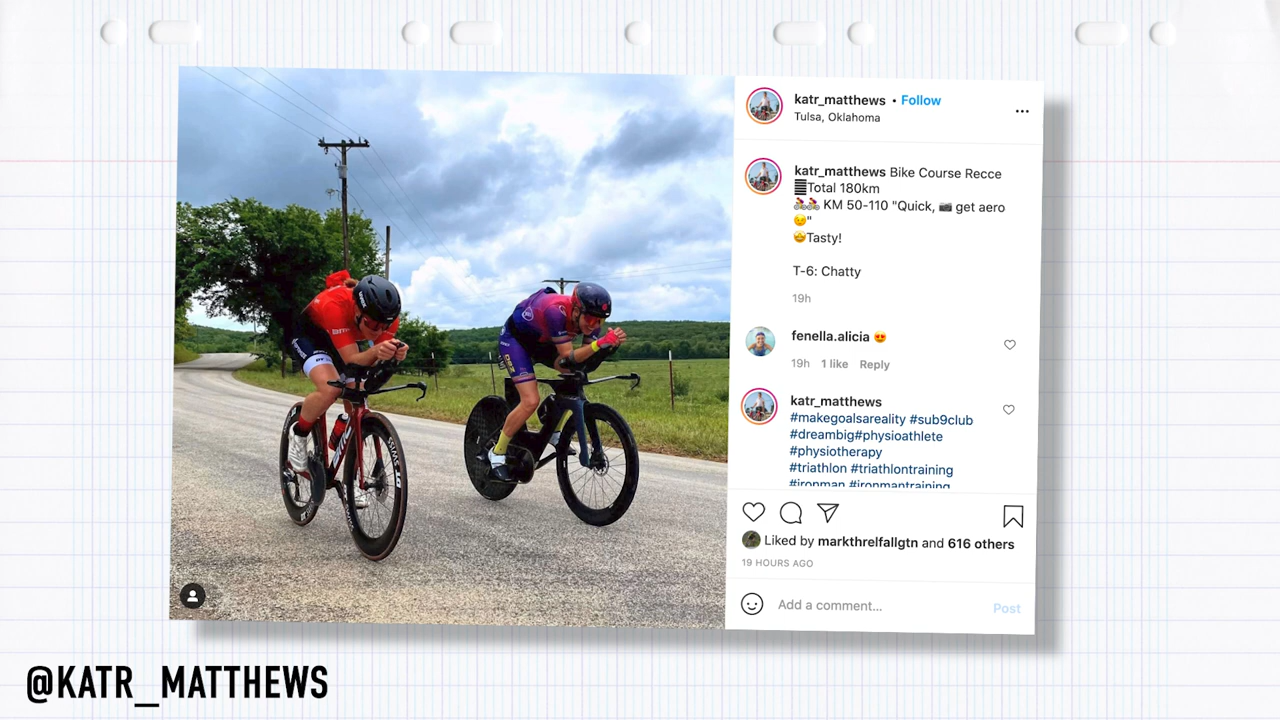 katr_matthews • Follow
Tulsa, Oklahoma
katr_matthews Bike Course Recce
Total 180km
KM 50-110 "Quick, 📷 get aero
😏"
🤩Tasty!
T-6: Chatty
19h
fenella.alicia 😍
19h 1 like Reply
katr_matthews
#makegoalsareality #sub9club
#dreambig#physioathlete
#physiotherapy
#triathlon #triathlontraining
#ironman #ironmantraining
Liked by markthrelfallgtn and 616 others
19 HOURS AGO
Add a comment... Post
@KATR_MATTHEWS